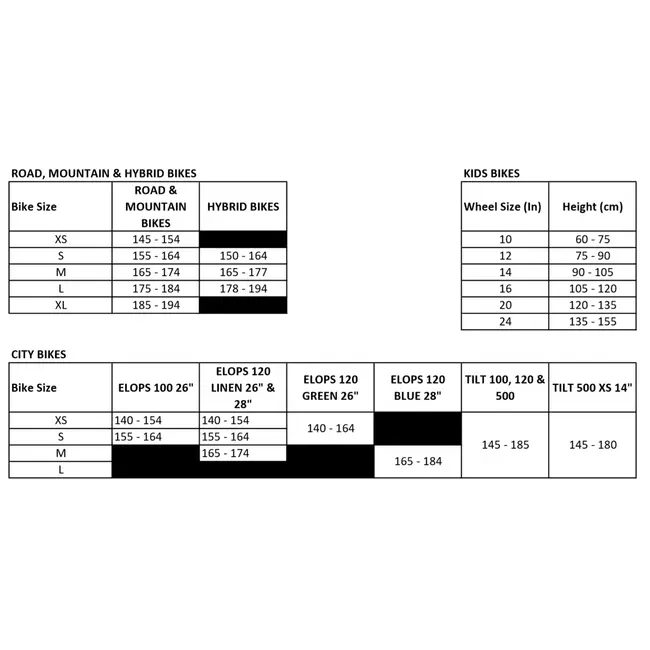 ROAD, MOUNTAIN & HYBRID BIKES
Bike Size ROAD & MOUNTAIN BIKES HYBRID BIKES
XS 145 - 154
S 155 - 164 150 - 164
M 165 - 174 165 - 177
L 175 - 184 178 - 194
XL 185 - 194
KIDS BIKES
Wheel Size (In) Height (cm)
10 60 - 75
12 75 - 90
14 90 - 105
16 105 - 120
20 120 - 135
24 135 - 155
CITY BIKES
Bike Size ELOPS 100 26" ELOPS 120 LINEN 26" & 28" ELOPS 120 GREEN 26" ELOPS 120 BLUE 28" TILT 100, 120 & 500 TILT 500 XS 14"
XS 140 - 154 140 - 154 140 - 164 145 - 185 145 - 180
S 155 - 164 155 - 164
M 165 - 174 165 - 184
L